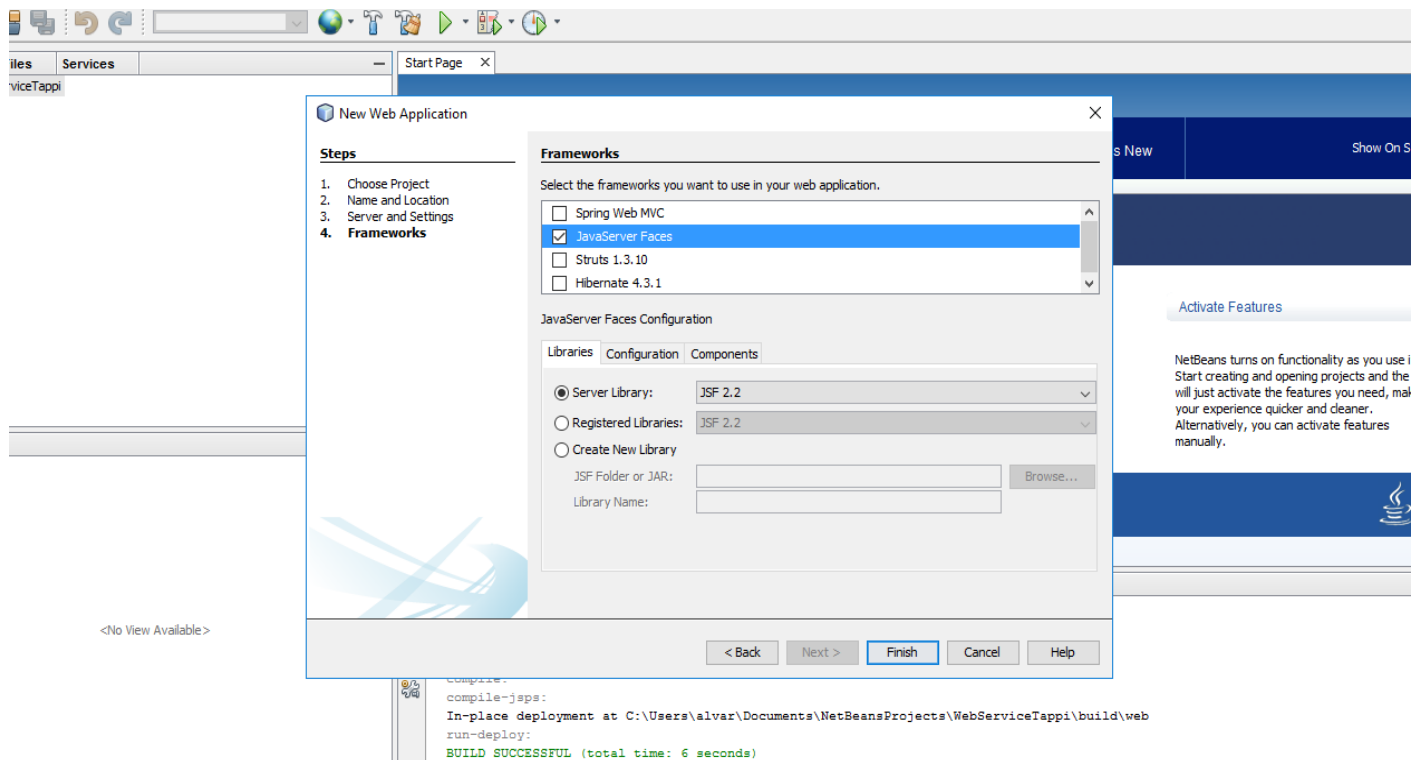 iles Services
rviceTappi
Start Page
New Web Application
Steps
1. Choose Project
2. Name and Location
3. Server and Settings
4. Frameworks
Frameworks
Select the frameworks you want to use in your web application.
Spring Web MVC
JavaServer Faces
Struts 1.3.10
Hibernate 4.3.1
JavaServer Faces Configuration
Libraries Configuration Components
Server Library: JSF 2.2
Registered Libraries: JSF 2.2
Create New Library
JSF Folder or JAR: Browse...
Library Name:
< Back Next > Finish Cancel Help
s New
Show On S
Activate Features
NetBeans turns on functionality as you use i
Start creating and opening projects and the
will just activate the features you need, mak
your experience quicker and cleaner.
Alternatively, you can activate features
manually.
<No View Available>
compile:
compile-jsps:
In-place deployment at C:\Users\alvar\Documents\NetBeansProjects\WebServiceTappi\build\web
run-deploy:
BUILD SUCCESSFUL (total time: 6 seconds)